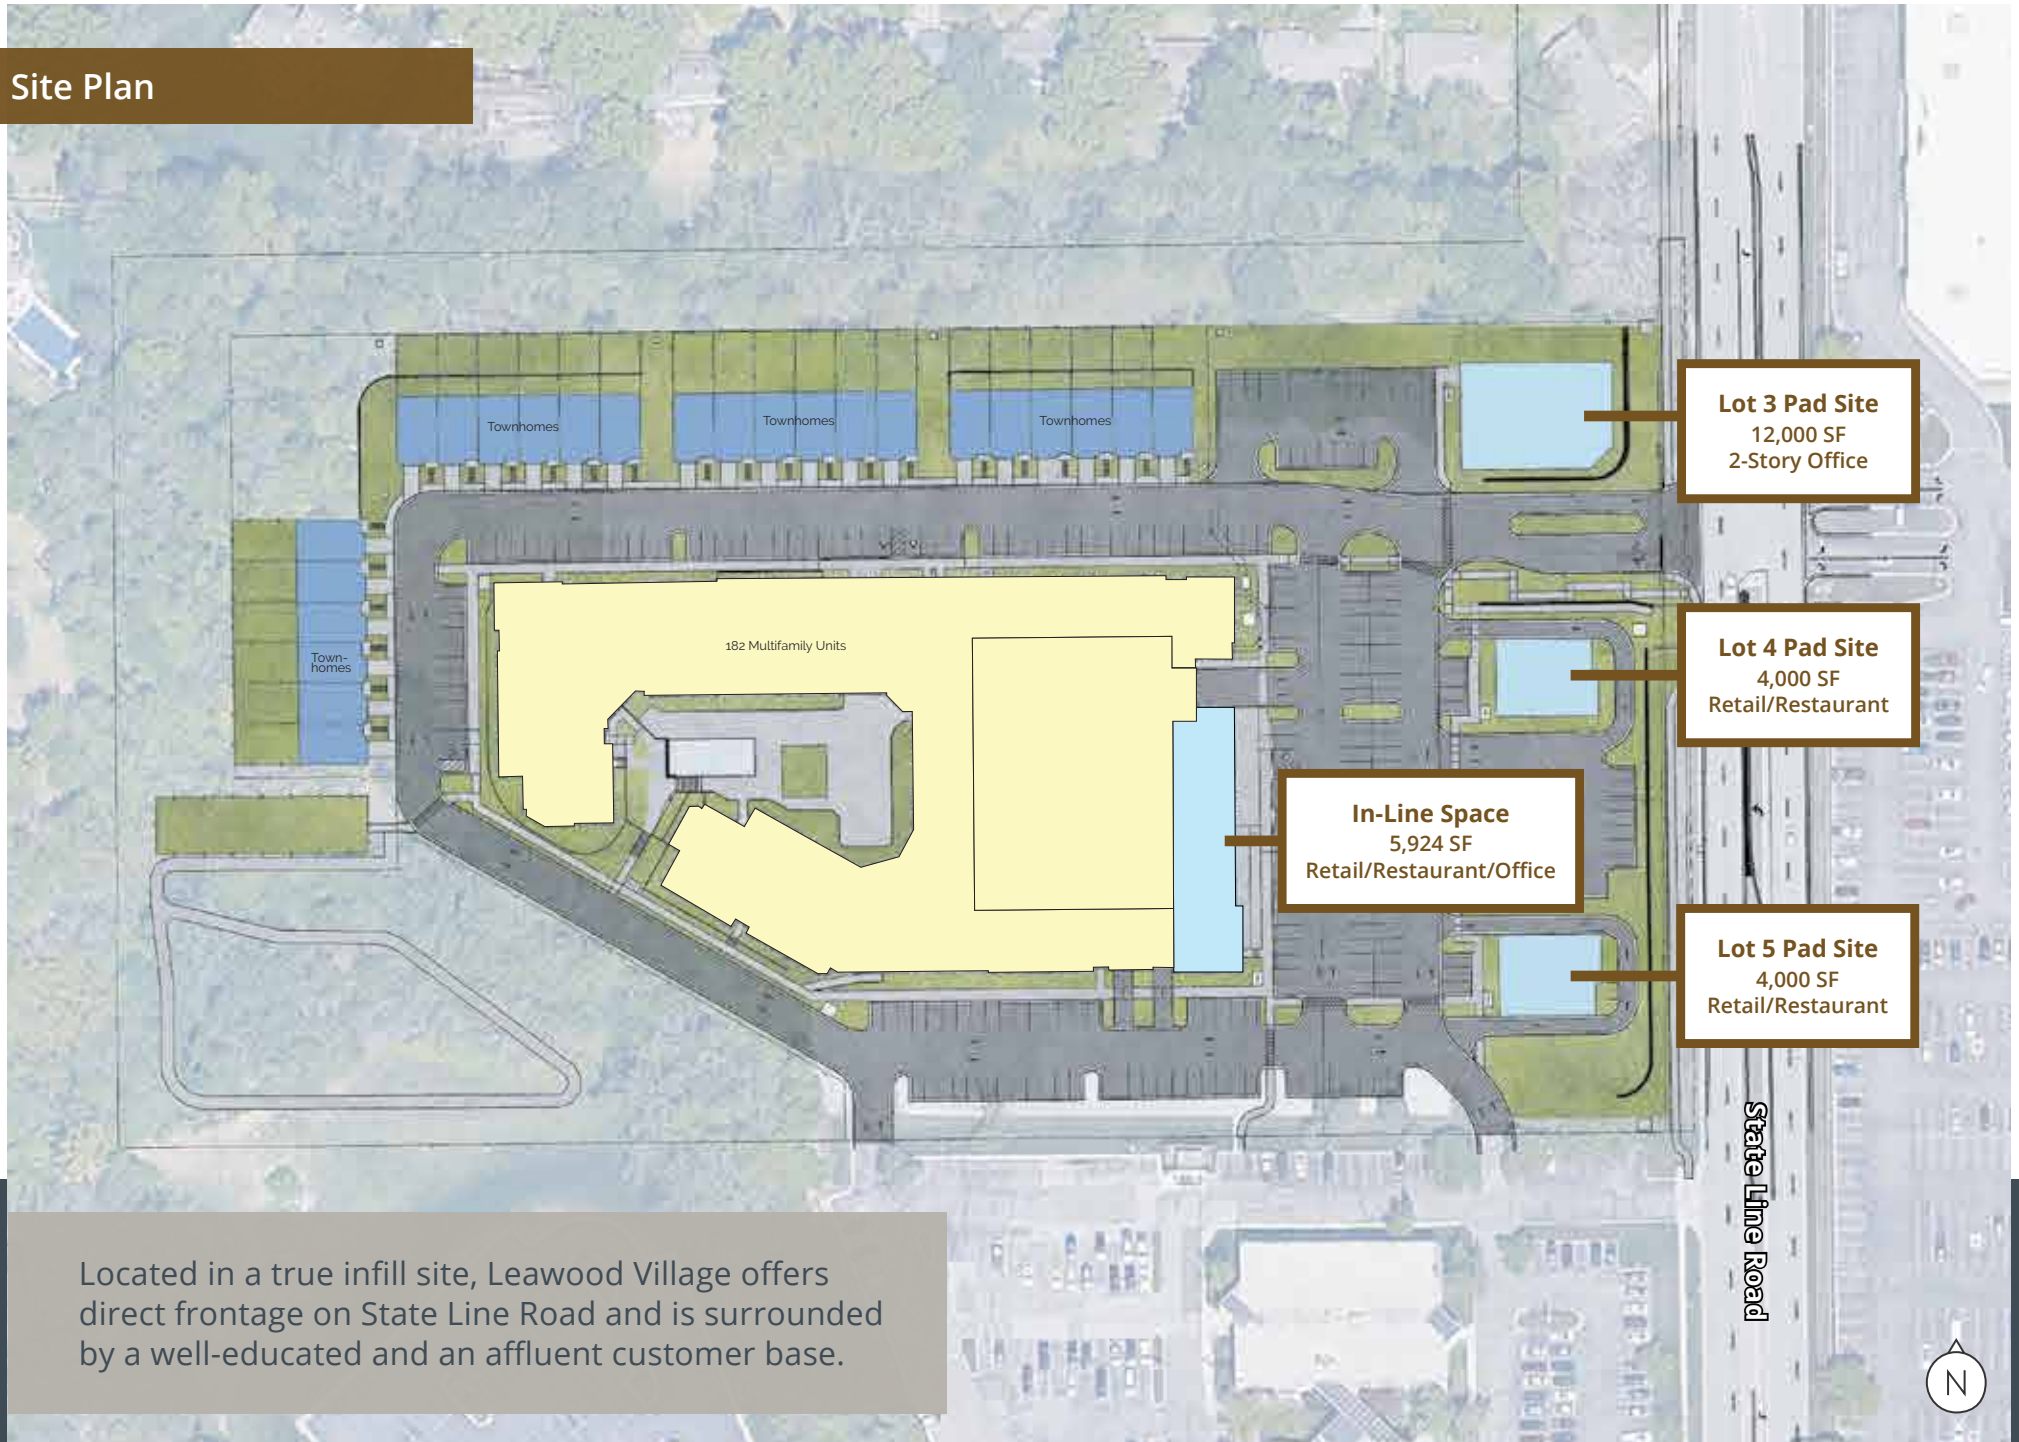 Site Plan
Townhomes
Townhomes
Townhomes
Lot 3 Pad Site
12,000 SF
2-Story Office
182 Multifamily Units
Town-
homes
Lot 4 Pad Site
4,000 SF
Retail/Restaurant
In-Line Space
5,924 SF
Retail/Restaurant/Office
Lot 5 Pad Site
4,000 SF
Retail/Restaurant
State Line Road
Located in a true infill site, Leawood Village offers
direct frontage on State Line Road and is surrounded
by a well-educated and an affluent customer base.
N